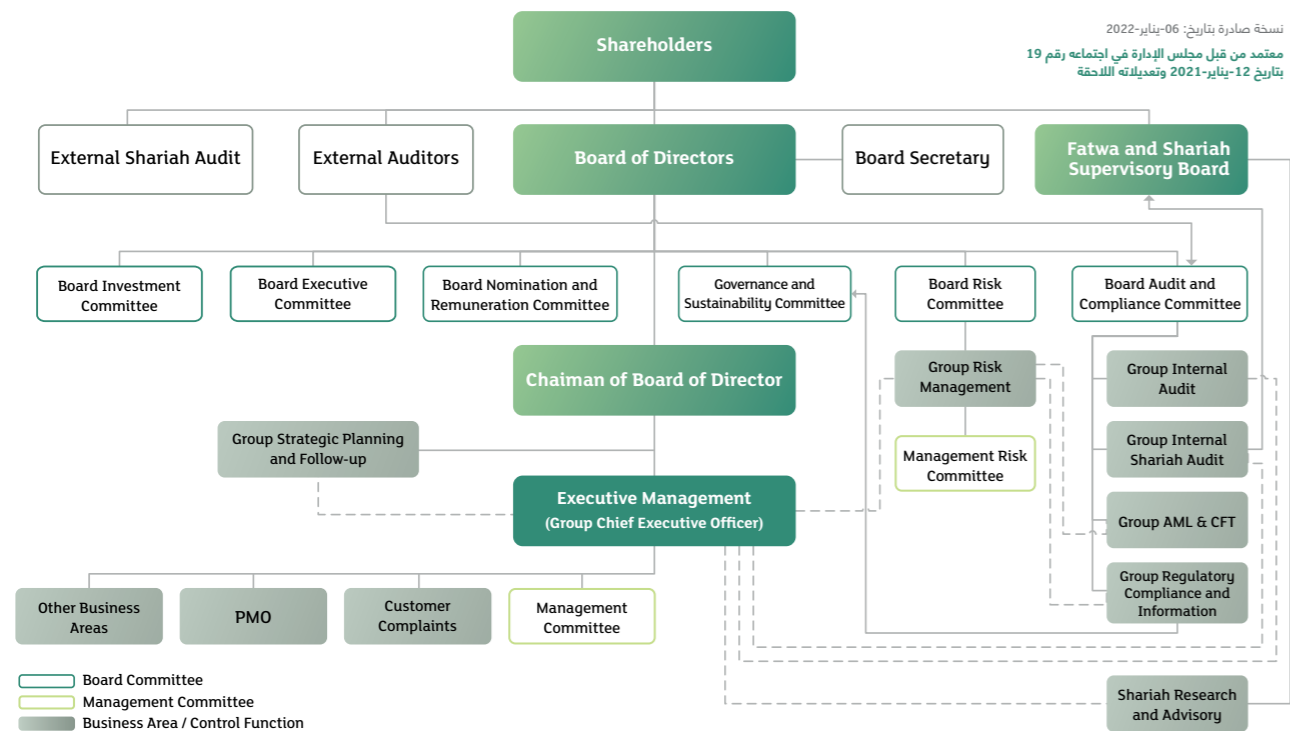 نسخة صادرة بتاريخ: 06-يناير-2022
معتمد من قبل مجلس الإدارة في اجتماعه رقم 19
بتاريخ 12-يناير-2021 وتعديلاته اللاحقة
Shareholders
External Shariah Audit
External Auditors
Board of Directors
Board Secretary
Fatwa and Shariah
Supervisory Board
Board Investment
Committee
Board Executive
Committee
Board Nomination and
Remuneration Committee
Governance and
Sustainability Committee
Board Risk
Committee
Board Audit and
Compliance Committee
Chaiman of Board of Director
Group Risk
Management
Group Internal
Audit
Group Strategic Planning
and Follow-up
Management Risk
Committee
Group Internal
Shariah Audit
Executive Management
(Group Chief Executive Officer)
Group AML & CFT
Group Regulatory
Compliance and
Information
Other Business
Areas
PMO
Customer
Complaints
Management
Committee
Shariah Research
and Advisory
Board Committee
Management Committee
Business Area / Control Function